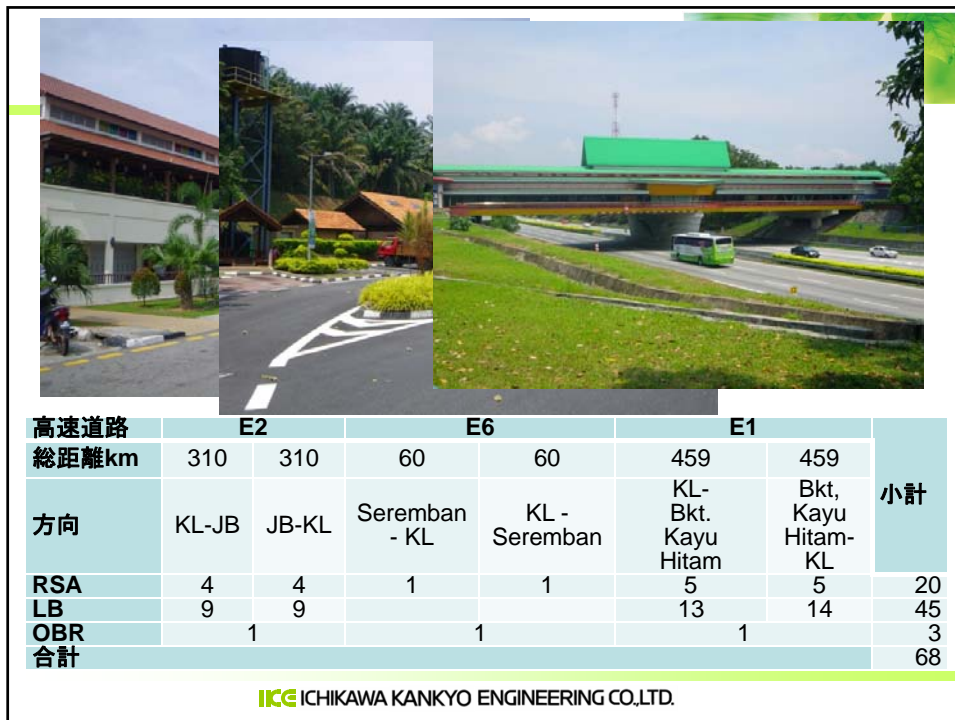 高速道路 E2 E6 E1 小計
総距離km 310 310 60 60 459 459
方向 KL-JB JB-KL Seremban - KL KL - Seremban KL- Bkt. Kayu Hitam Bkt, Kayu Hitam- KL
RSA 4 4 1 1 5 5 20
LB 9 9 13 14 45
OBR 1 1 1 3
合計 68
ICE ICHIKAWA KANKYO ENGINEERING CO.,LTD.